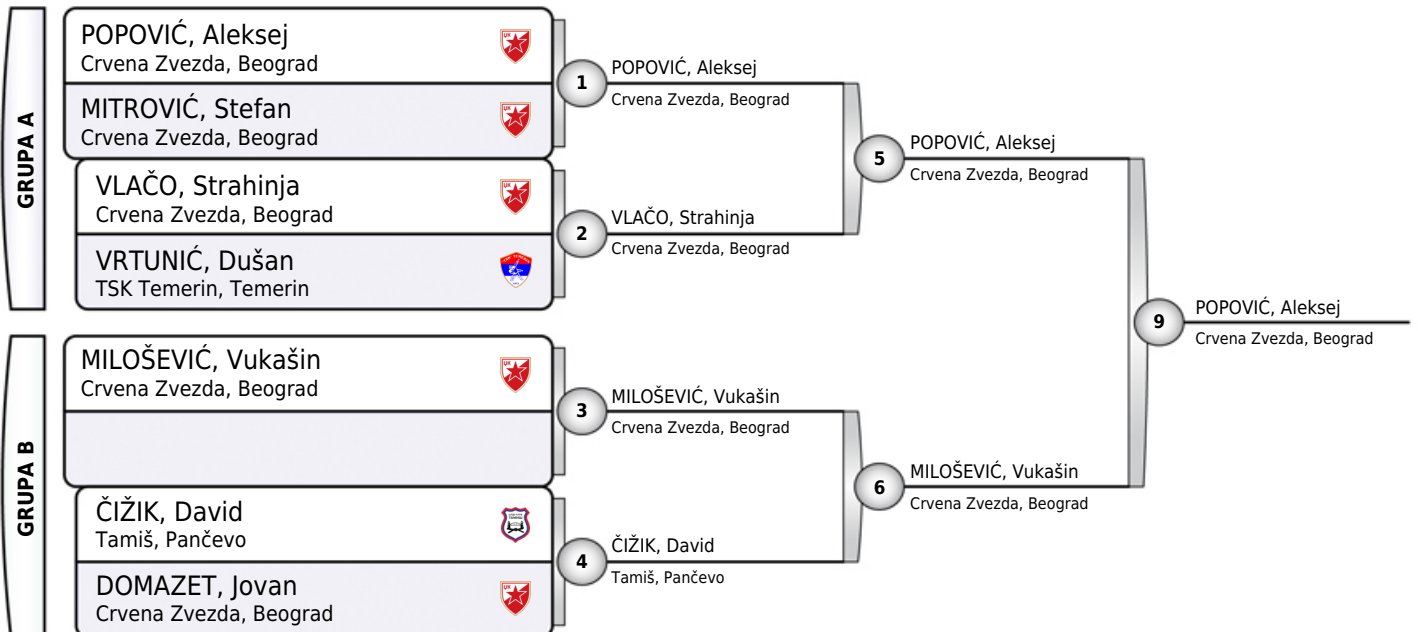 GRUPA A
POPOVIĆ, Aleksej
Crvena Zvezda, Beograd
MITROVIĆ, Stefan
Crvena Zvezda, Beograd
VLAČO, Strahinja
Crvena Zvezda, Beograd
VRTUNIĆ, Dušan
TSK Temerin, Temerin
GRUPA B
MILOŠEVIĆ, Vukašin
Crvena Zvezda, Beograd
ČIŽIK, David
Tamiš, Pančevo
DOMAZET, Jovan
Crvena Zvezda, Beograd
1
POPOVIĆ, Aleksej
Crvena Zvezda, Beograd
2
VLAČO, Strahinja
Crvena Zvezda, Beograd
3
MILOŠEVIĆ, Vukašin
Crvena Zvezda, Beograd
4
ČIŽIK, David
Tamiš, Pančevo
5
POPOVIĆ, Aleksej
Crvena Zvezda, Beograd
6
MILOŠEVIĆ, Vukašin
Crvena Zvezda, Beograd
9
POPOVIĆ, Aleksej
Crvena Zvezda, Beograd